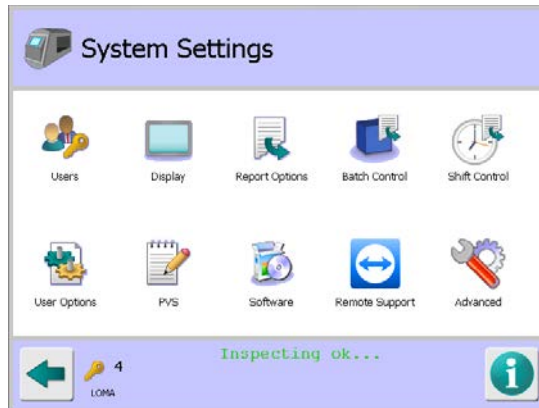 System Settings
Users Display Report Options Batch Control Shift Control
User Options PVS Software Remote Support Advanced
Inspecting ok...
4
LOMA